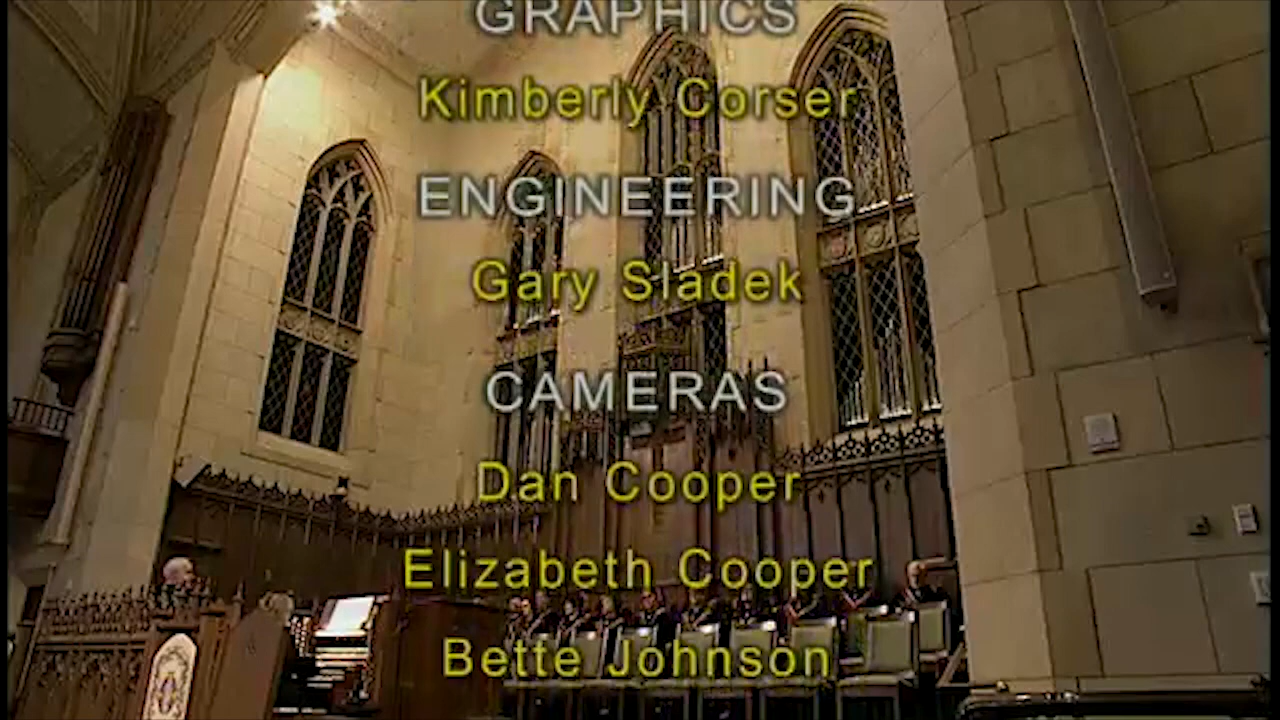 GRAPHICS
Kimberly Corser
ENGINEERING
Gary Sladek
CAMERAS
Dan Cooper
Elizabeth Cooper
Bette Johnson